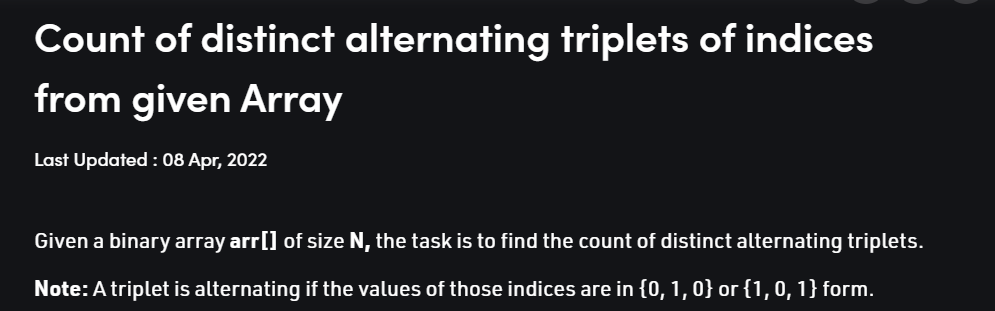 Count of distinct alternating triplets of indices
from given Array
Last Updated : 08 Apr, 2022
Given a binary array arr[] of size N, the task is to find the count of distinct alternating triplets.
Note: A triplet is alternating if the values of those indices are in {0, 1, 0} or {1, 0, 1} form.